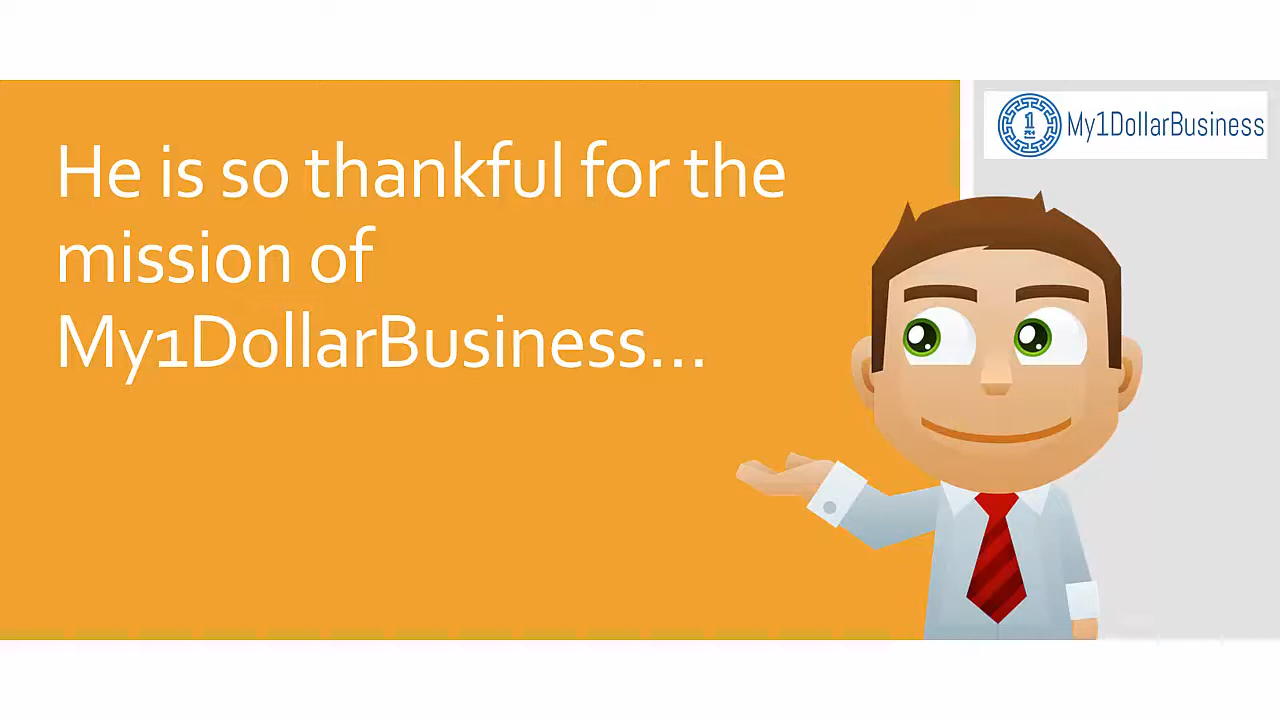 He is so thankful for the
mission of
My1DollarBusiness...
My1DollarBusiness